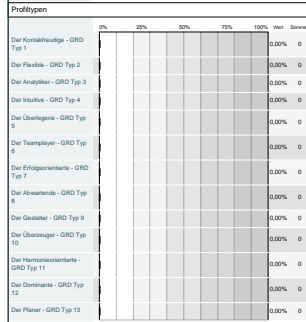 Profiltypen
0% 25% 50% 75% 100% Wert Stimme
Der Kontakfreudige - GRD
Typ 1
0,00% 0
Der Flexible - GRD Typ 2
0,00% 0
Der Analytiker - GRD Typ 3
0,00% 0
Der Intuitive - GRD Typ 4
0,00% 0
Der Überlegene - GRD Typ
5
0,00% 0
Der Teamplayer - GRD Typ
6
0,00% 0
Der Erfolgsorientierte - GRD
Typ 7
0,00% 0
Der Abwartende - GRD Typ
8
0,00% 0
Der Gestalter - GRD Typ 9
0,00% 0
Der Überzeuger - GRD Typ
10
0,00% 0
Der Harmonieorientierte -
GRD Typ 11
0,00% 0
Der Dominante - GRD Typ
12
0,00% 0
Der Planer - GRD Typ 13
0,00% 0